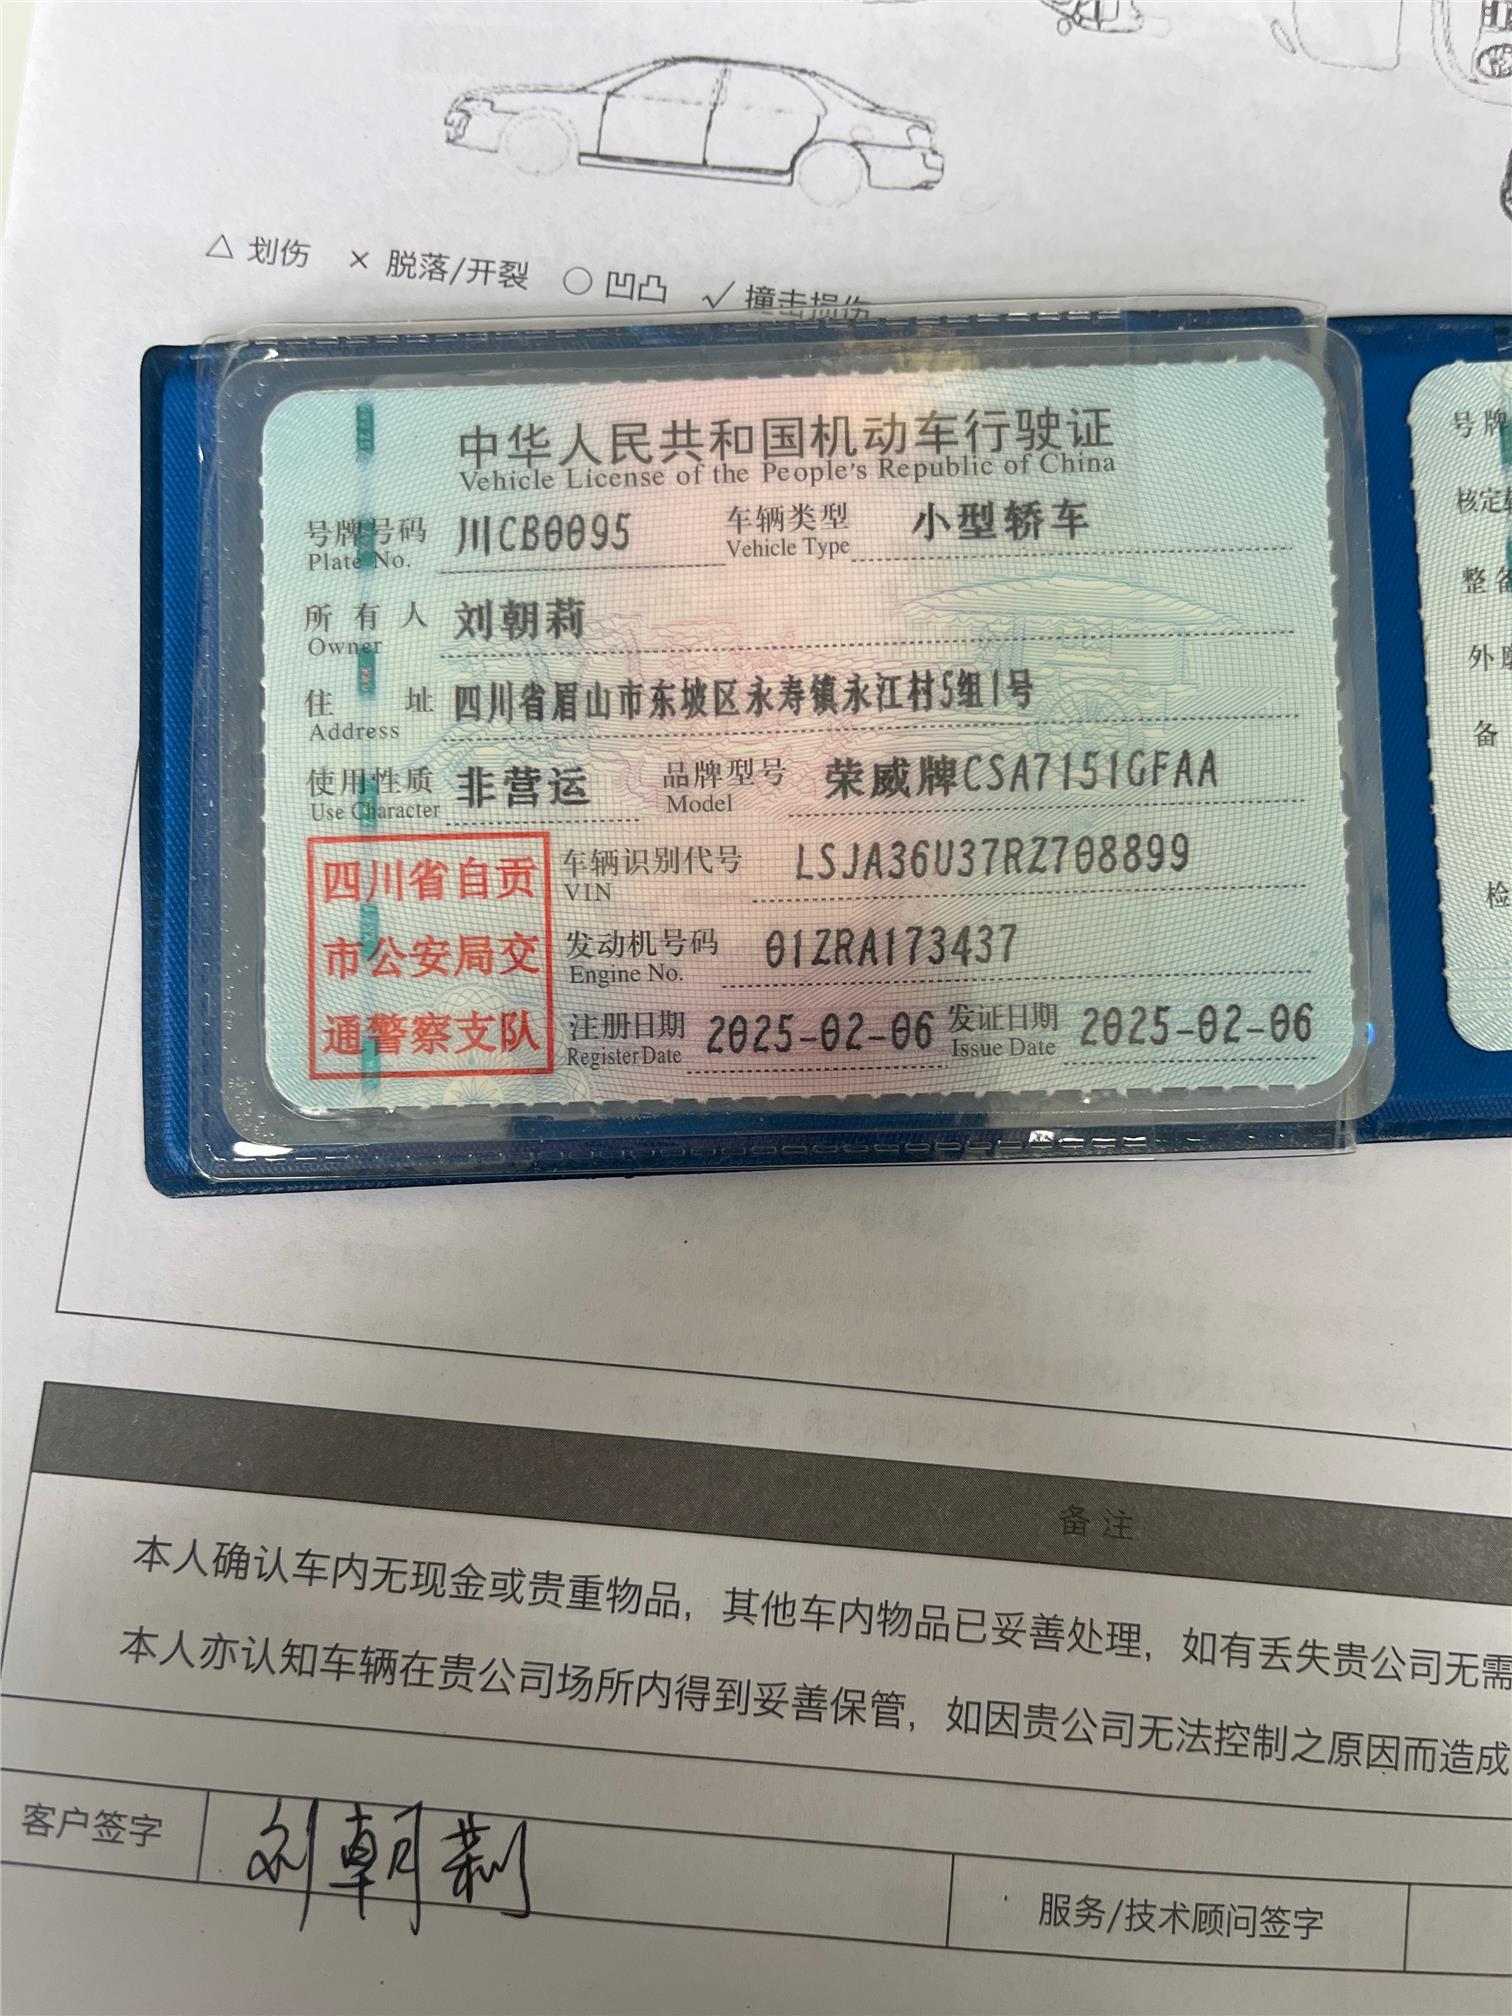 △ 划伤 × 脱落/开裂 ○ 凹凸 ✓ 撞击损伤
中华人民共和国机动车行驶证
Vehicle License of the People's Republic of China
号牌号码 川CB0095 车辆类型 小型轿车
Plate No. Vehicle Type
所有人 刘朝莉
Owner
住址 四川省眉山市东坡区永寿镇永江村5组1号
Address
使用性质 非营运 品牌型号 荣威牌CSA7151GFAA
Use Character Model
四川省自贡
市公安局交
通警察支队
车辆识别代号 LSJA36U37RZ708899
VIN
发动机号码 01ZRA173437
Engine No.
注册日期 2025-02-06 发证日期 2025-02-06
Register Date Issue Date
号牌
核定
整备
外
备
检
备注
本人确认车内无现金或贵重物品，其他车内物品已妥善处理，如有丢失贵公司无需
本人亦认知车辆在贵公司场所内得到妥善保管，如因贵公司无法控制之原因而造成
客户签字 刘朝莉 服务/技术顾问签字